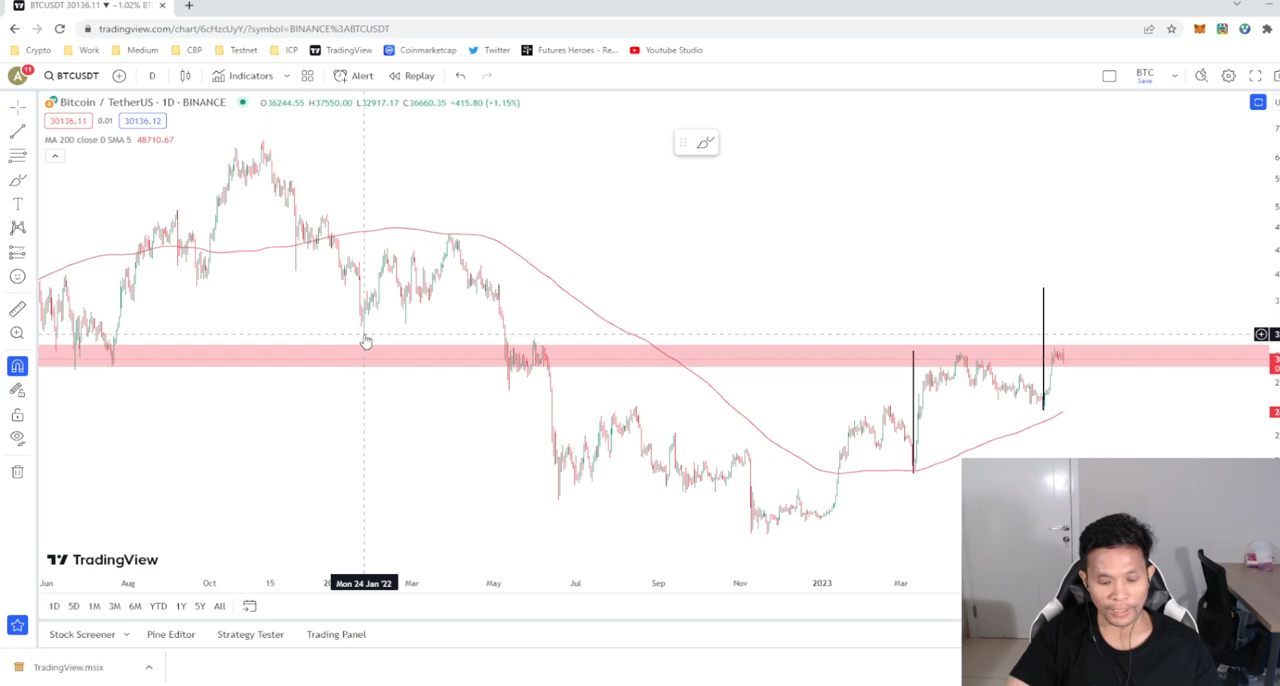 BTCUSDT 30136.11 ▼ −1.02% BT
tradingview.com/chart/6cHzcUyY/?symbol=BINANCE%3ABTCUSDT
Crypto Work Medium CBP Testnet ICP TradingView Coinmarketcap Twitter Futures Heroes - Re... Youtube Studio
A 11 BTCUSDT D Indicators Alert Replay BTC
Save
Bitcoin / TetherUS · 1D · BINANCE O36244.55 H37550.00 L32917.17 C36660.35 +415.80 (+1.15%)
30136.11 0.01 30136.12
MA 200 close 0 SMA 5 48710.67
TradingView
Jun Aug Oct 15 Mon 24 Jan '22 Mar May Jul Sep Nov 2023 Mar
1D 5D 1M 3M 6M YTD 1Y 5Y All
Stock Screener Pine Editor Strategy Tester Trading Panel
TradingView.msix